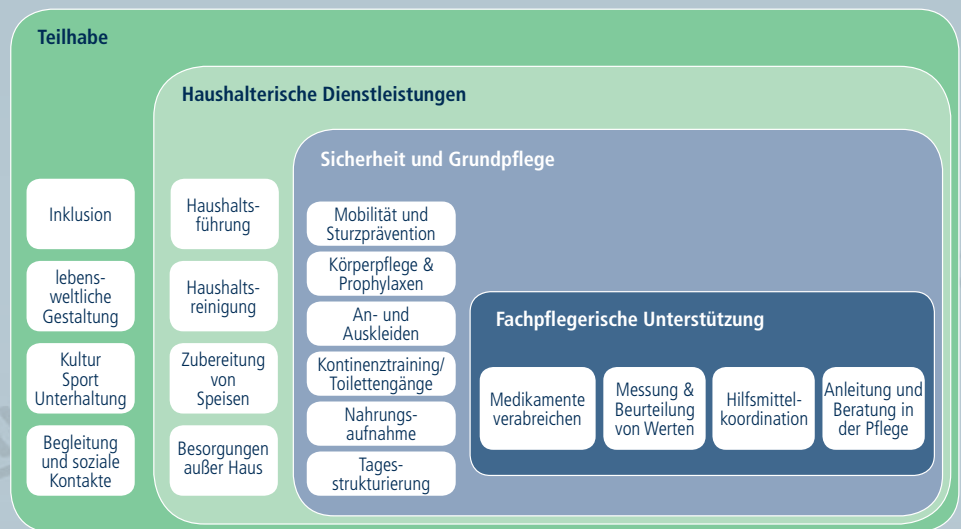 Teilhabe
Haushalterische Dienstleistungen
Sicherheit und Grundpflege
Inklusion
lebens-
weltliche
Gestaltung
Kultur
Sport
Unterhaltung
Begleitung
und soziale
Kontakte
Haushalts-
führung
Haushalts-
reinigung
Zubereitung
von
Speisen
Besorgungen
außer Haus
Mobilität und
Sturzprävention
Körperpflege &
Prophylaxen
An- und
Auskleiden
Kontinenztraining/
Toilettengänge
Nahrungs-
aufnahme
Tages-
strukturierung
Fachpflegerische Unterstützung
Medikamente
verabreichen
Messung &
Beurteilung
von Werten
Hilfsmittel-
koordination
Anleitung und
Beratung in
der Pflege